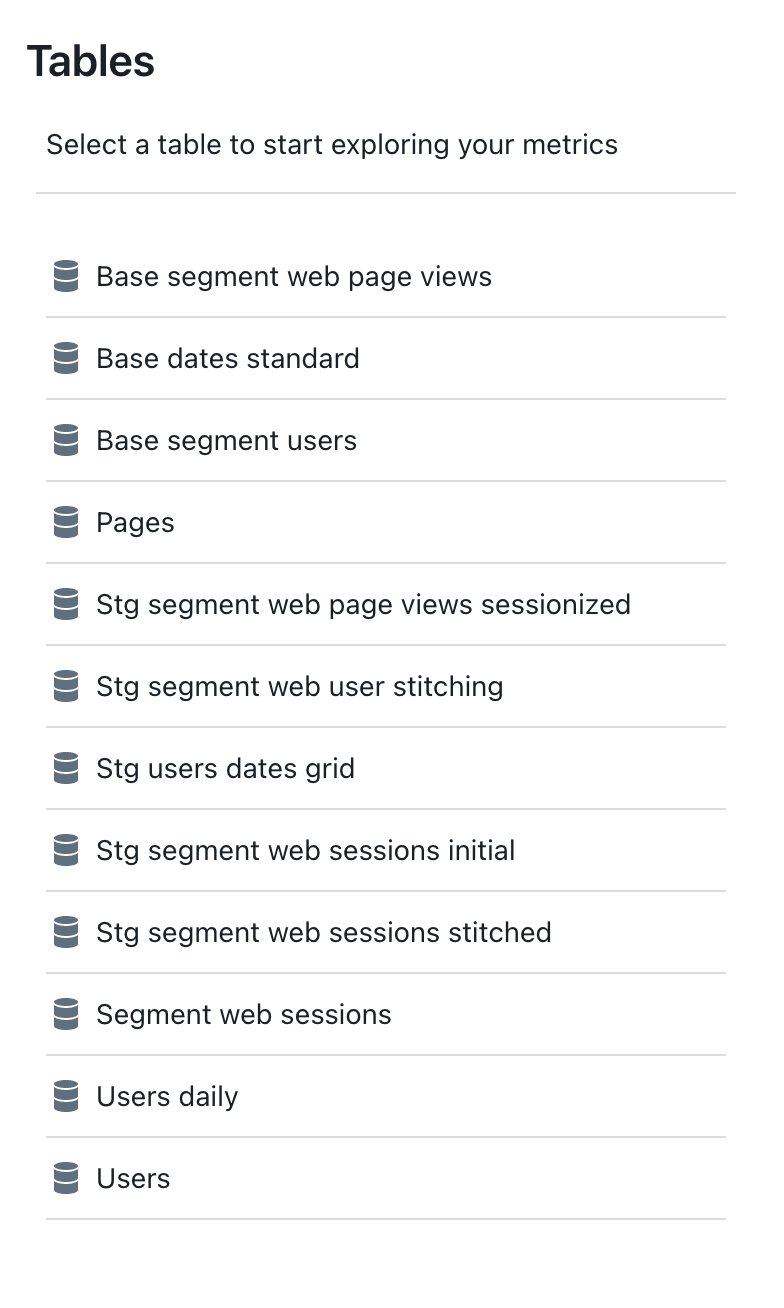 Tables
Select a table to start exploring your metrics
Base segment web page views
Base dates standard
Base segment users
Pages
Stg segment web page views sessionized
Stg segment web user stitching
Stg users dates grid
Stg segment web sessions initial
Stg segment web sessions stitched
Segment web sessions
Users daily
Users